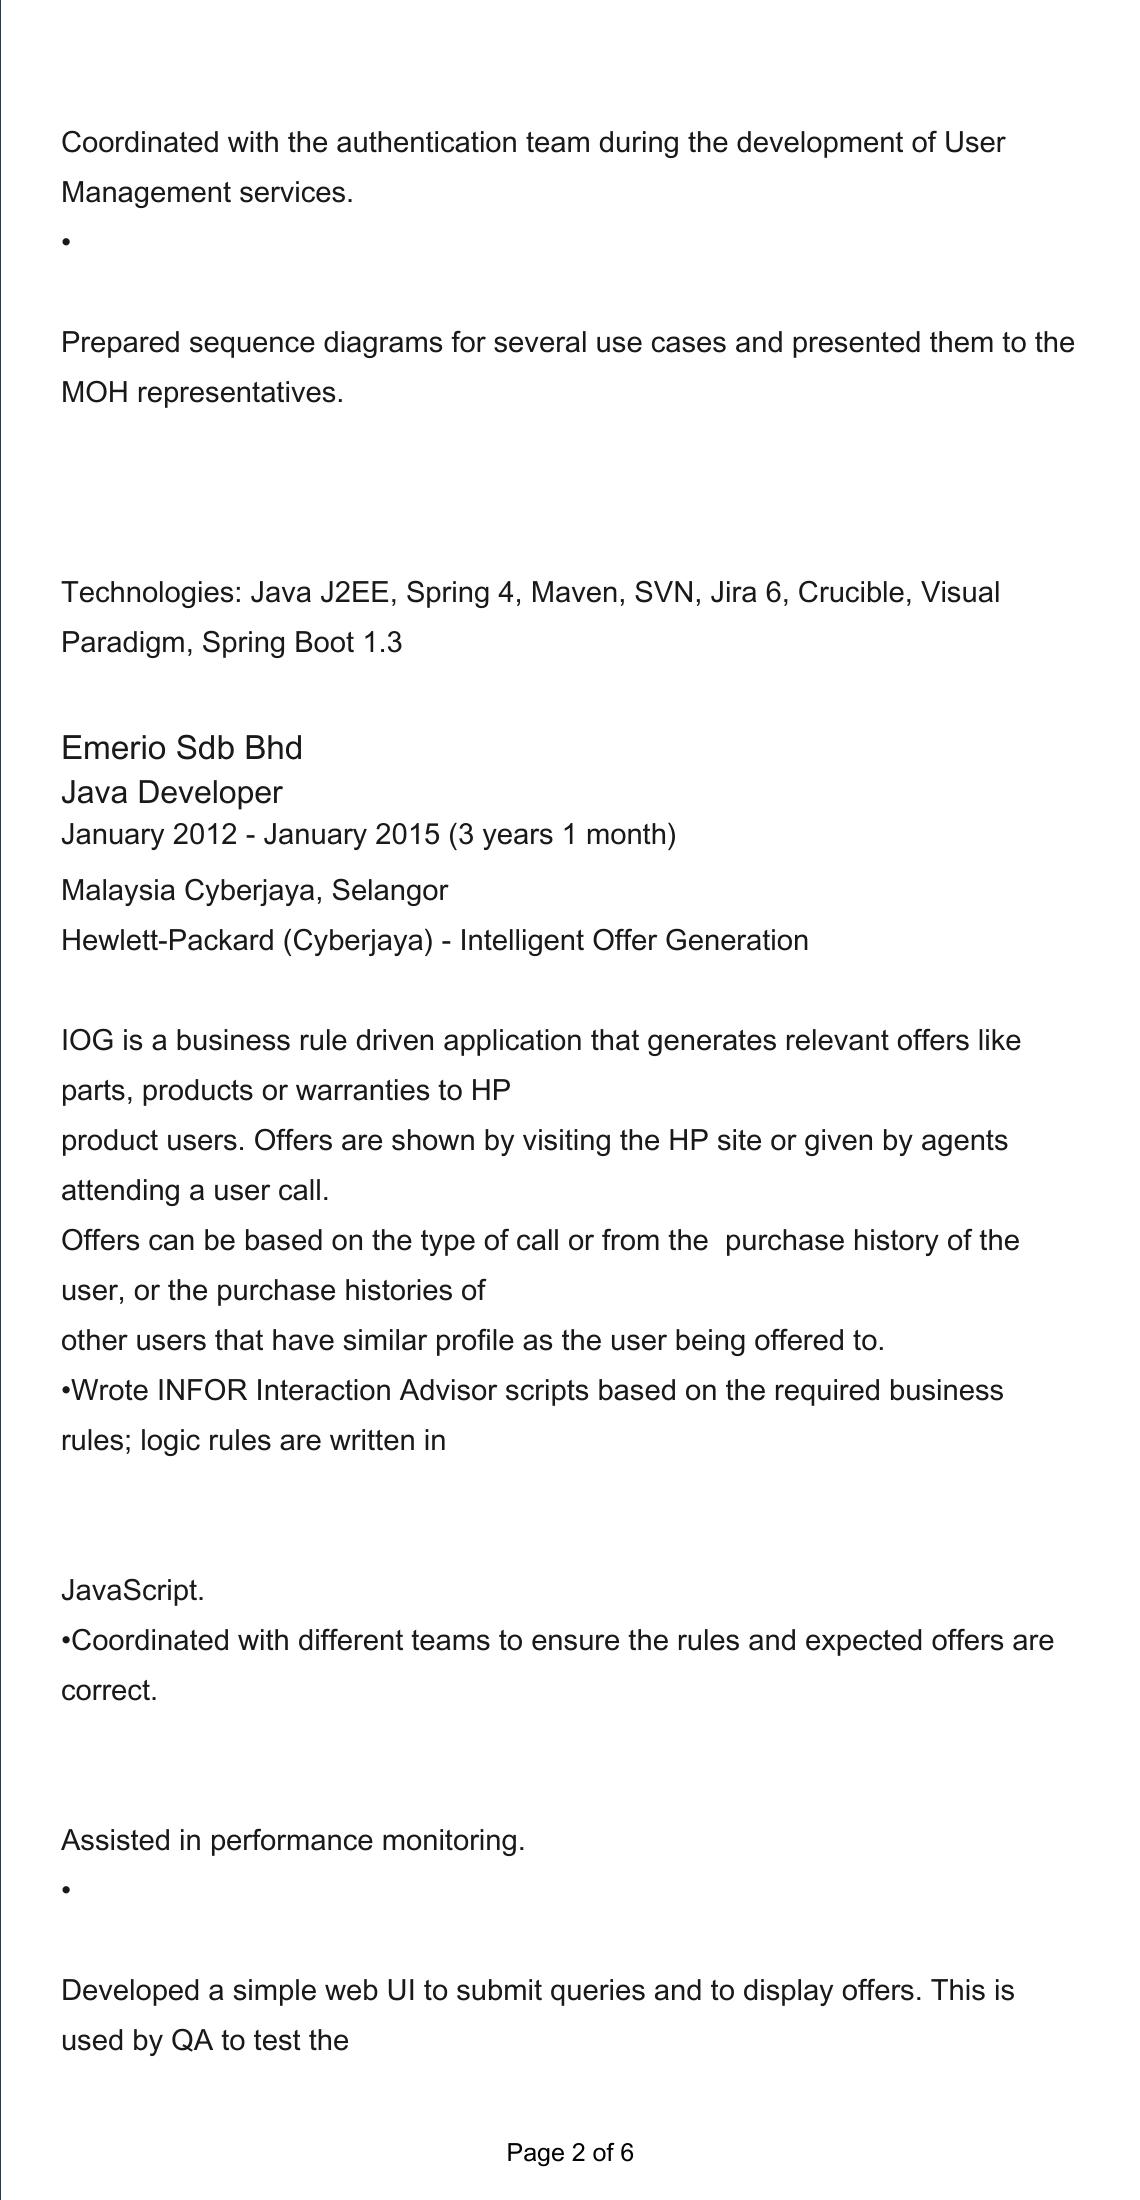 Coordinated with the authentication team during the development of User
Management services.
•
Prepared sequence diagrams for several use cases and presented them to the
MOH representatives.
Technologies: Java J2EE, Spring 4, Maven, SVN, Jira 6, Crucible, Visual
Paradigm, Spring Boot 1.3
Emerio Sdb Bhd
Java Developer
January 2012 - January 2015 (3 years 1 month)
Malaysia Cyberjaya, Selangor
Hewlett-Packard (Cyberjaya) - Intelligent Offer Generation
IOG is a business rule driven application that generates relevant offers like
parts, products or warranties to HP
product users. Offers are shown by visiting the HP site or given by agents
attending a user call.
Offers can be based on the type of call or from the  purchase history of the
user, or the purchase histories of
other users that have similar profile as the user being offered to.
•Wrote INFOR Interaction Advisor scripts based on the required business
rules; logic rules are written in
JavaScript.
•Coordinated with different teams to ensure the rules and expected offers are
correct.
Assisted in performance monitoring.
•
Developed a simple web UI to submit queries and to display offers. This is
used by QA to test the
Page 2 of 6